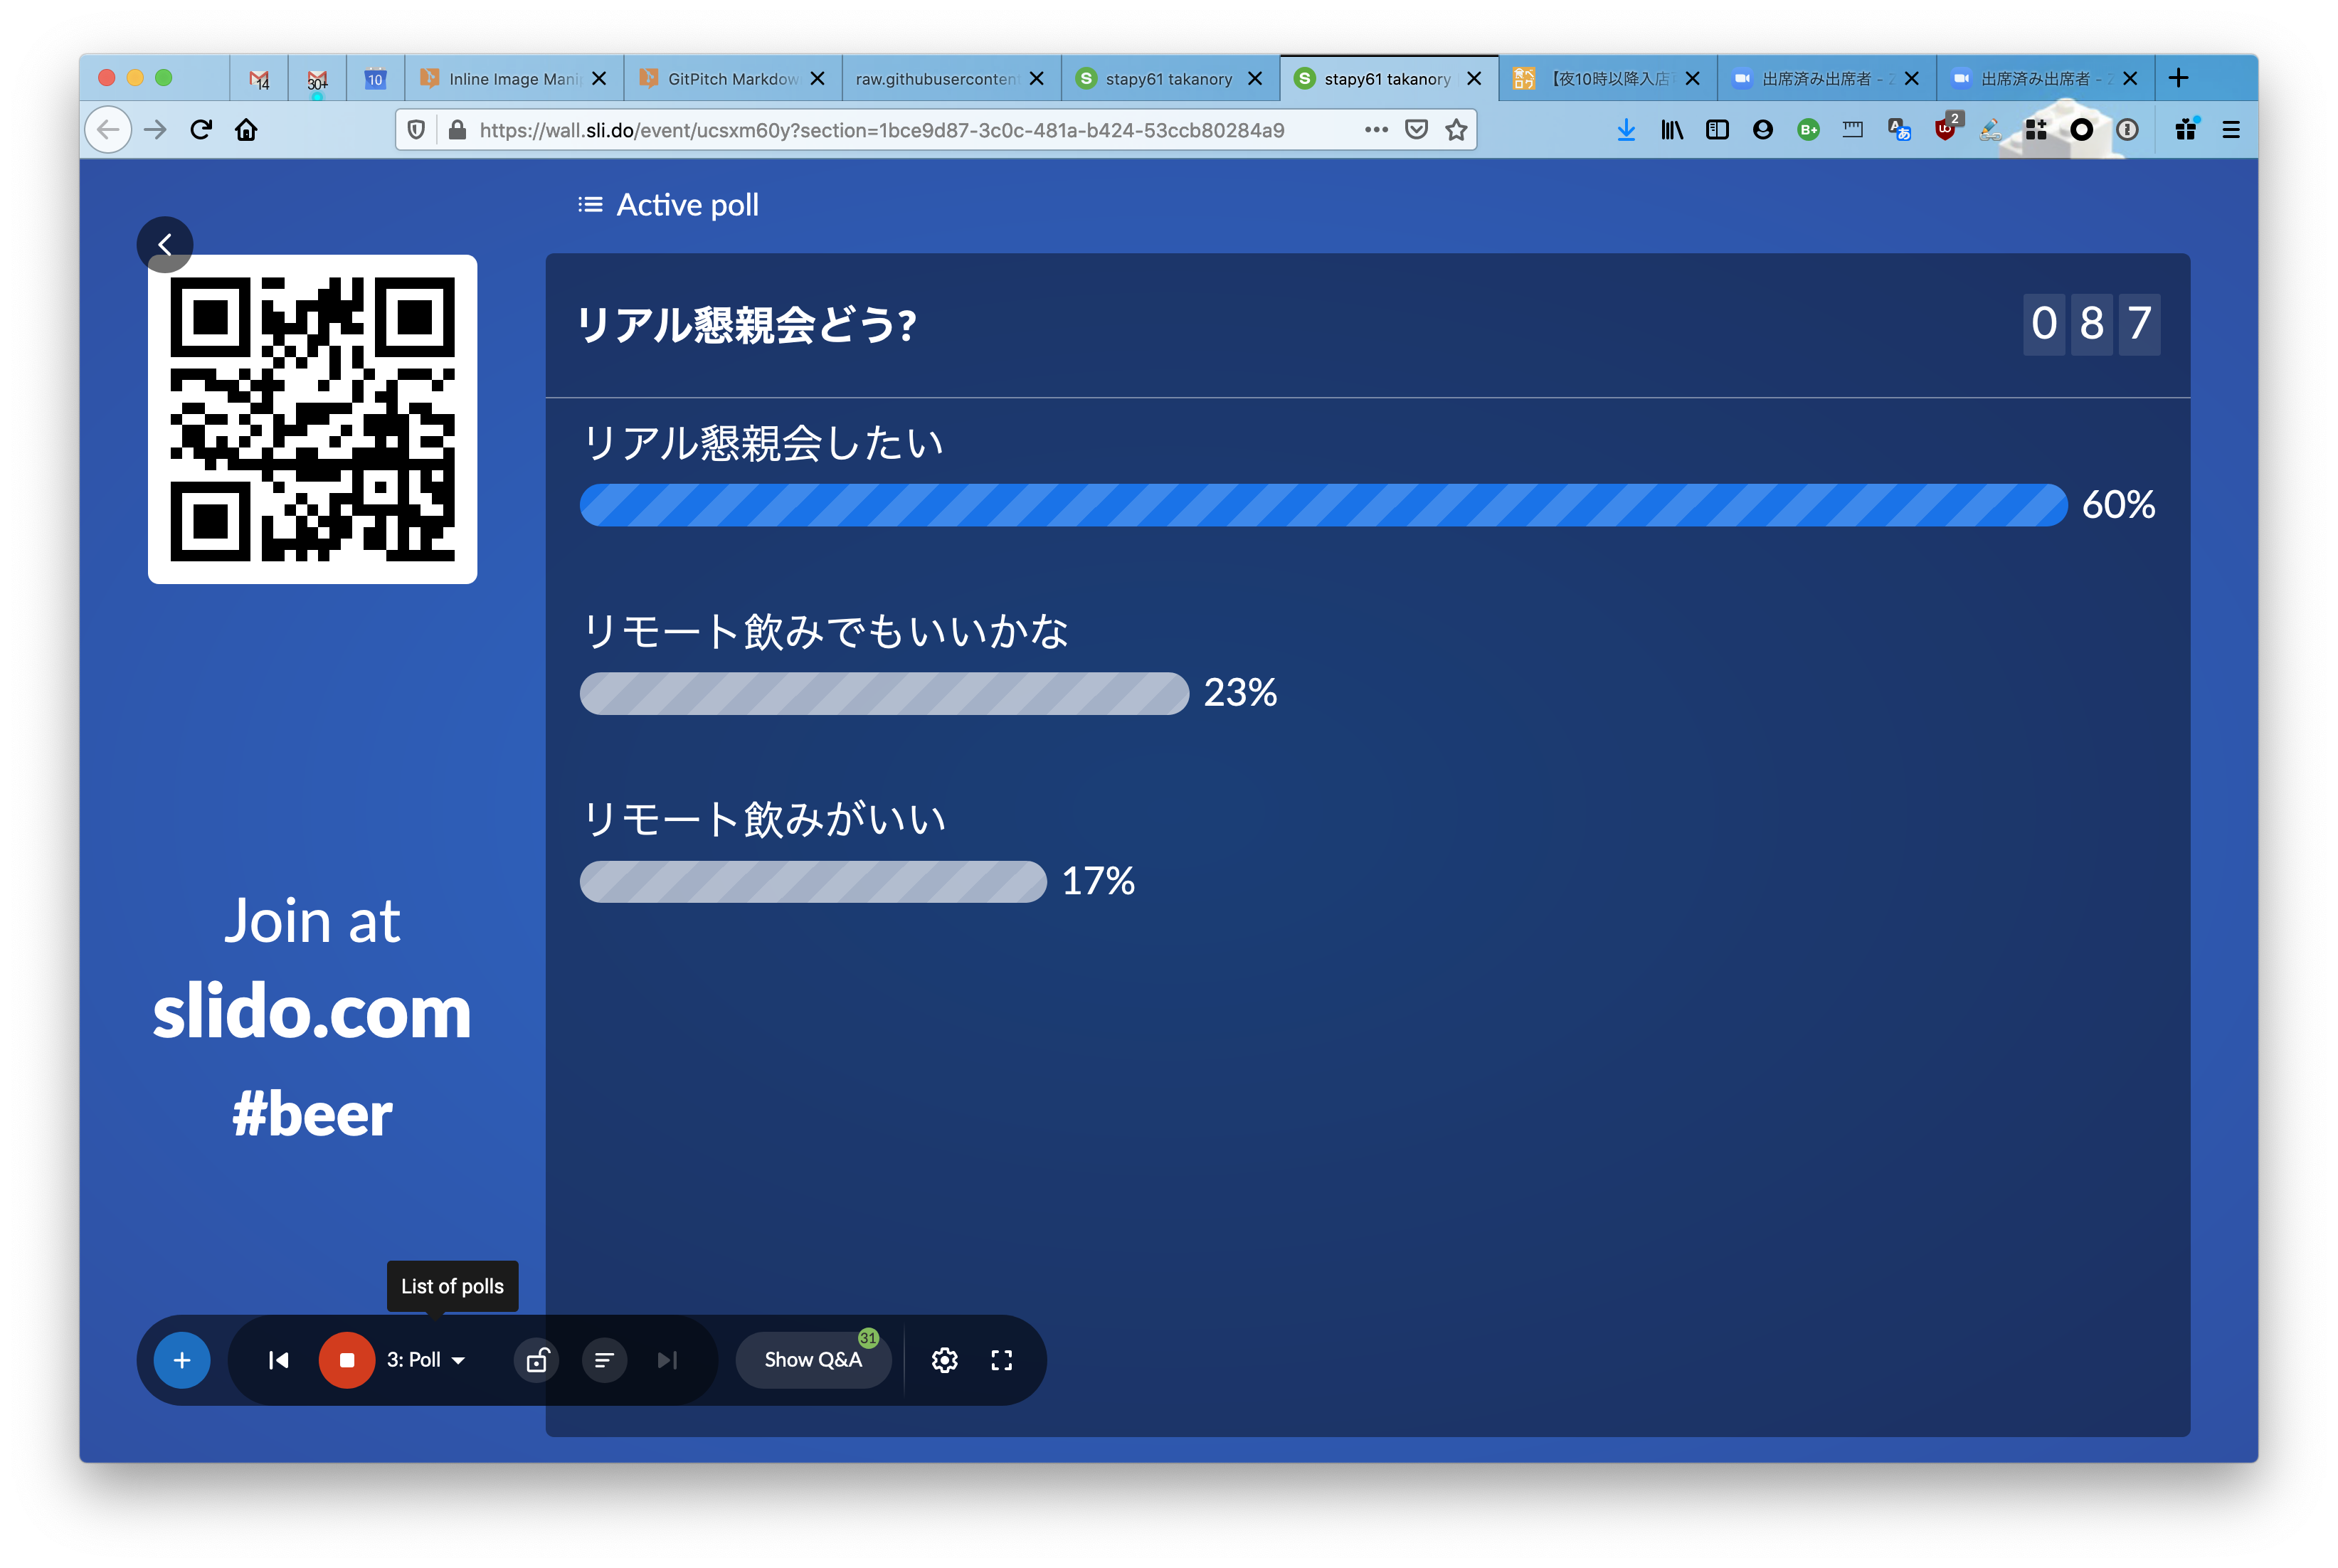 14
30+
10
Inline Image Mani
GitPitch Markdow
raw.githubuserconten
stapy61 takanory
stapy61 takanory
【夜10時以降入店
出席済み出席者 - Z
出席済み出席者 - Z
https://wall.sli.do/event/ucsxm60y?section=1bce9d87-3c0c-481a-b424-53ccb80284a9
B+
2
Active poll
リアル懇親会どう?
087
リアル懇親会したい
60%
リモート飲みでもいいかな
23%
リモート飲みがいい
17%
Join at
slido.com
#beer
List of polls
3: Poll
Show Q&A
31